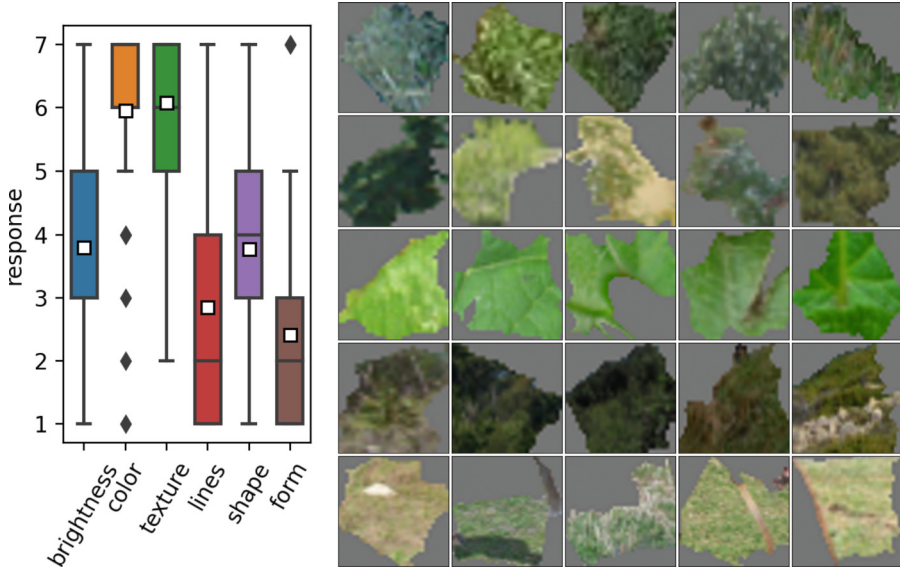 response
7
6
5
4
3
2
1
brightness
color
texture
lines
shape
form